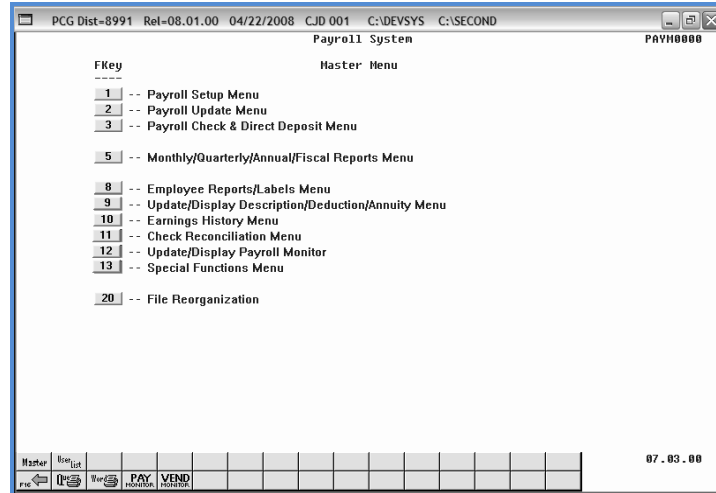 PCG Dist=8991 Rel=08.01.00 04/22/2008 CJD 001 C:\DEVSYS C:\SECOND
Payroll System PAYM0000
FKey Master Menu
----
1 -- Payroll Setup Menu
2 -- Payroll Update Menu
3 -- Payroll Check & Direct Deposit Menu
5 -- Monthly/Quarterly/Annual/Fiscal Reports Menu
8 -- Employee Reports/Labels Menu
9 -- Update/Display Description/Deduction/Annuity Menu
10 -- Earnings History Menu
11 -- Check Reconciliation Menu
12 -- Update/Display Payroll Monitor
13 -- Special Functions Menu
20 -- File Reorganization
Master User list 07.03.00
F16 Que Wor PAY MONITOR VEND MONITOR